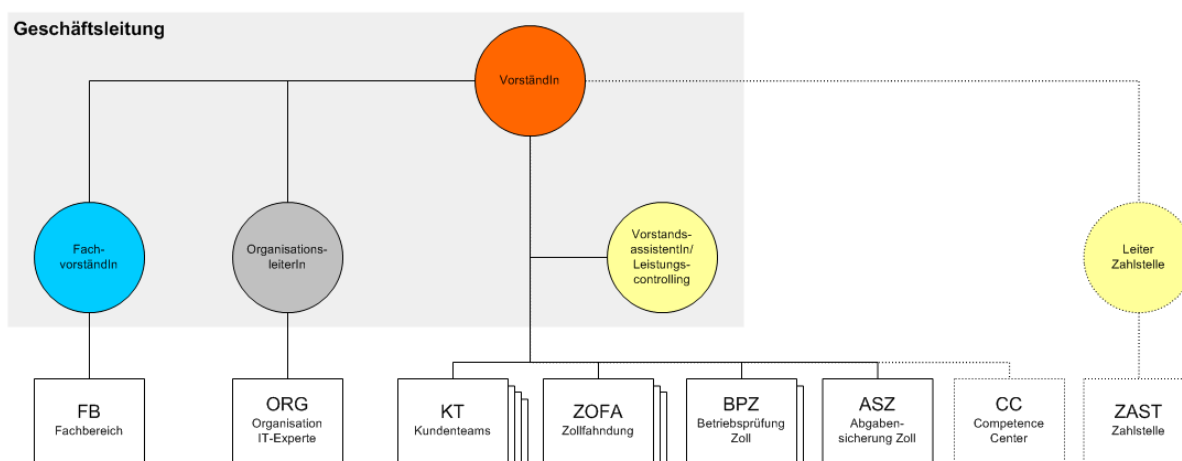 Geschäftsleitung
VorständIn
Fach-
vorständIn
Organisations-
leiterIn
Vorstands-
assistentIn/
Leistungs-
controlling
Leiter
Zahlstelle
FB
Fachbereich
ORG
Organisation
IT-Experte
KT
Kundenteams
ZOFA
Zollfahndung
BPZ
Betriebsprüfung
Zoll
ASZ
Abgaben-
sicherung Zoll
CC
Competence
Center
ZAST
Zahlstelle